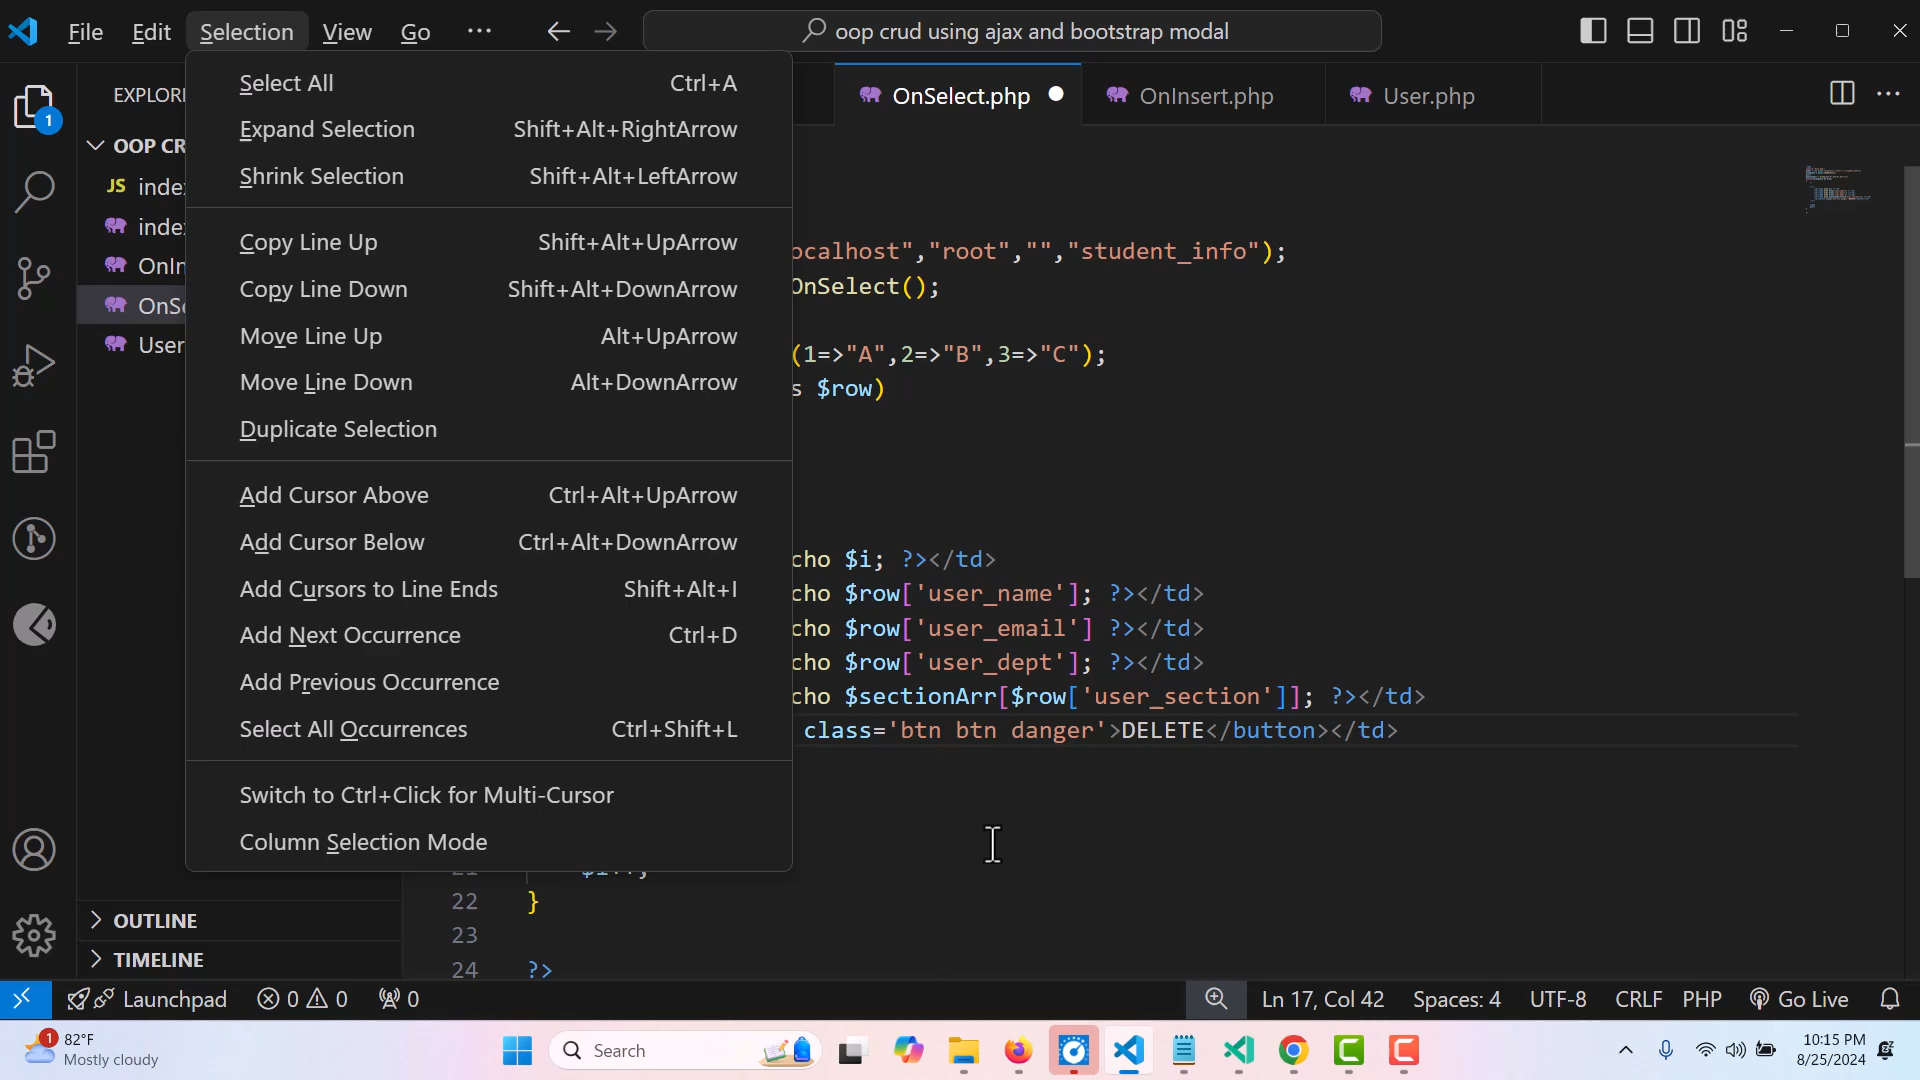 File Edit Selection View Go ··· oop crud using ajax and bootstrap modal
Select All Ctrl+A
Expand Selection Shift+Alt+RightArrow
Shrink Selection Shift+Alt+LeftArrow
Copy Line Up Shift+Alt+UpArrow
Copy Line Down Shift+Alt+DownArrow
Move Line Up Alt+UpArrow
Move Line Down Alt+DownArrow
Duplicate Selection
Add Cursor Above Ctrl+Alt+UpArrow
Add Cursor Below Ctrl+Alt+DownArrow
Add Cursors to Line Ends Shift+Alt+I
Add Next Occurrence Ctrl+D
Add Previous Occurrence
Select All Occurrences Ctrl+Shift+L
Switch to Ctrl+Click for Multi-Cursor
Column Selection Mode
1
EXPLOR
OOP CR
JS inde
inde
OnIn
OnS
User
OUTLINE
TIMELINE
OnSelect.php OnInsert.php User.php
ocalhost","root","","student_info");
OnSelect();
(1=>"A",2=>"B",3=>"C");
s $row)
cho $i; ?></td>
cho $row['user_name']; ?></td>
cho $row['user_email'] ?></td>
cho $row['user_dept']; ?></td>
cho $sectionArr[$row['user_section']]; ?></td>
class='btn btn danger'>DELETE</button></td>
22 }
23
24 ?>
Launchpad 0 0 0 Ln 17, Col 42 Spaces: 4 UTF-8 CRLF PHP Go Live
1 82°F
Mostly cloudy
Search
10:15 PM
8/25/2024